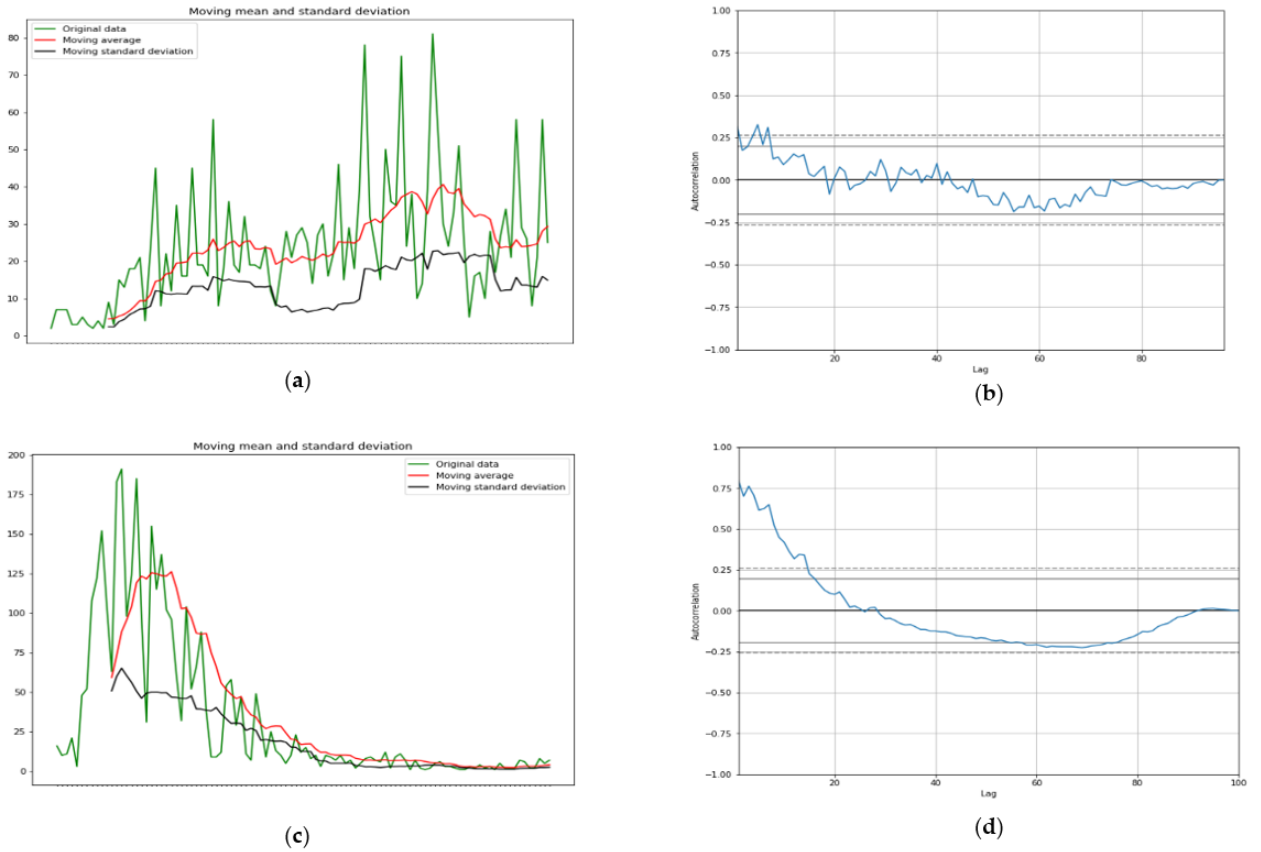 Moving mean and standard deviation
Original data
Moving average
Moving standard deviation
80
70
60
50
40
30
20
10
0
(a)
1.00
0.75
0.50
0.25
0.00
−0.25
−0.50
−0.75
−1.00
Autocorrelation
20
40
60
80
Lag
(b)
Moving mean and standard deviation
Original data
Moving average
Moving standard deviation
200
175
150
125
100
75
50
25
0
(c)
1.00
0.75
0.50
0.25
0.00
−0.25
−0.50
−0.75
−1.00
Autocorrelation
20
40
60
80
100
Lag
(d)